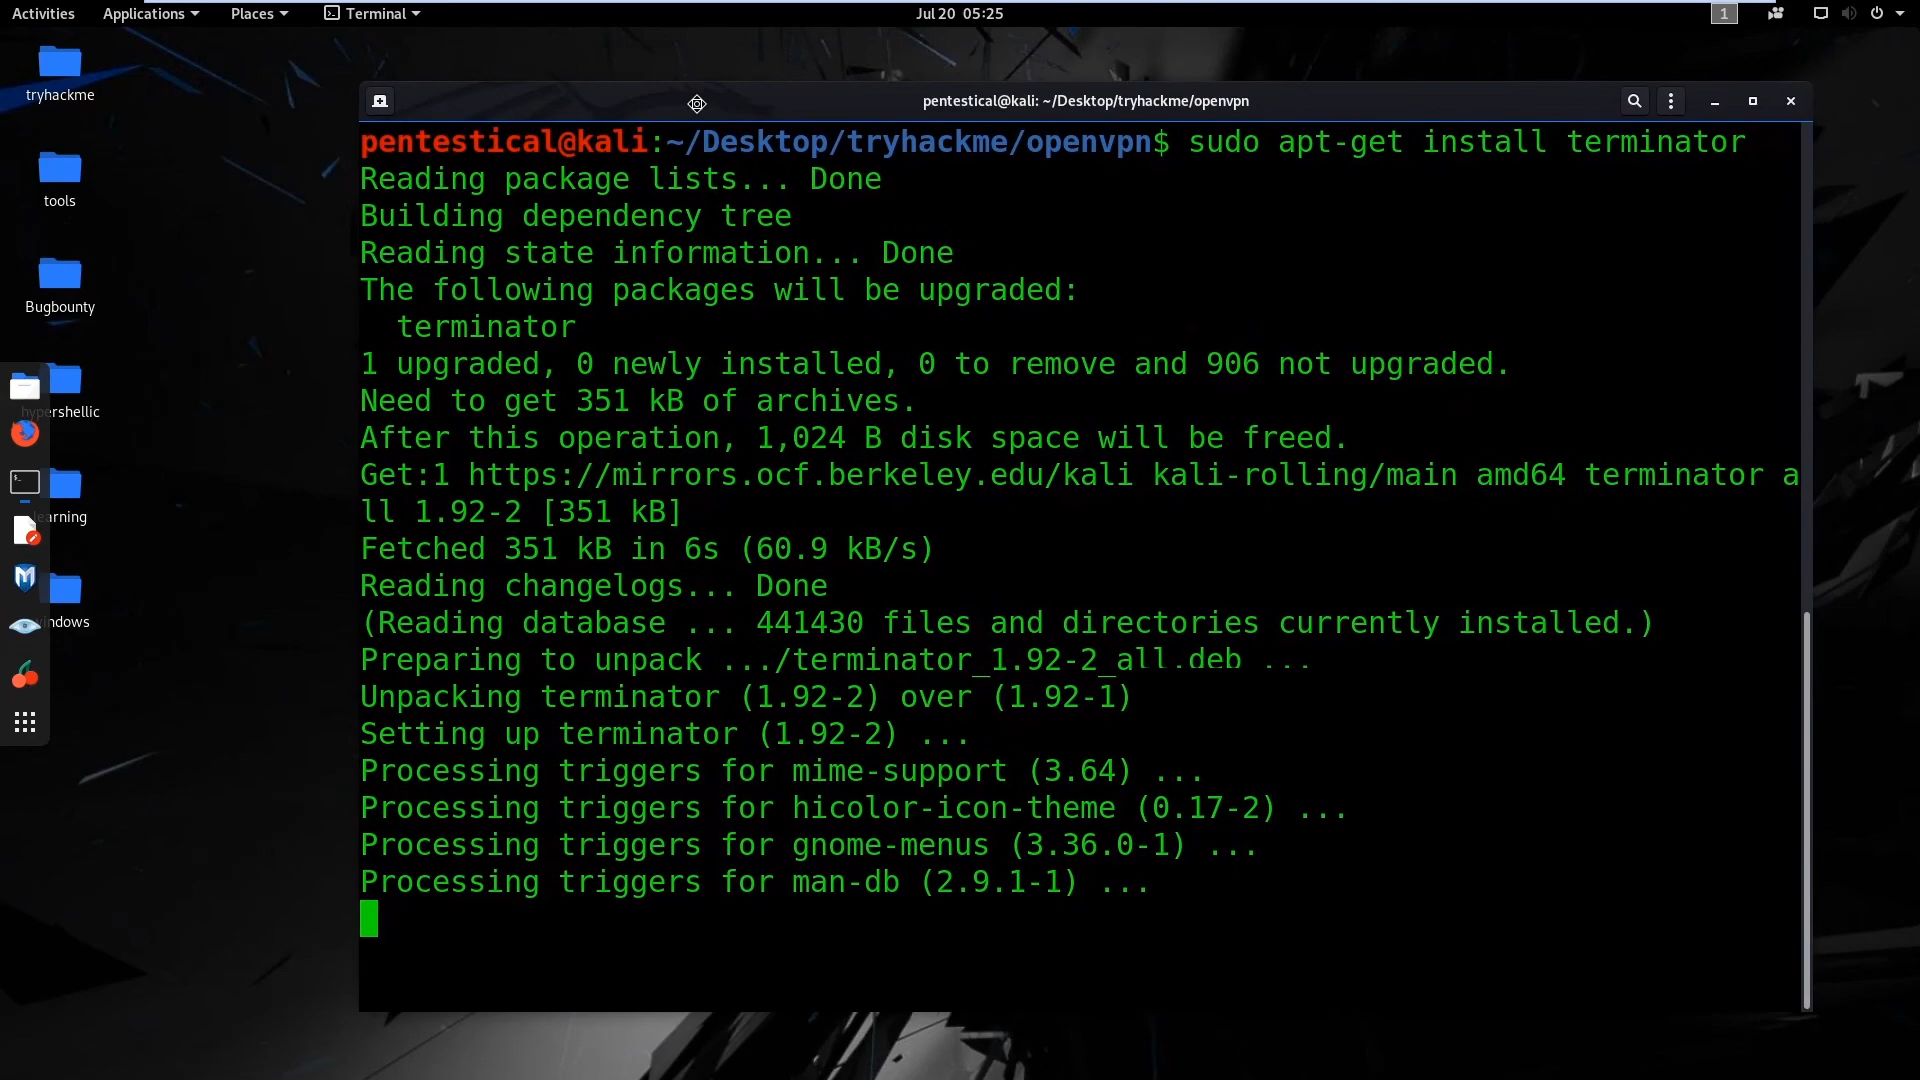 Activities Applications Places Terminal Jul 20 05:25 1
tryhackme
tools
Bugbounty
hypershellic
learning
windows
pentestical@kali: ~/Desktop/tryhackme/openvpn
pentestical@kali:~/Desktop/tryhackme/openvpn$ sudo apt-get install terminator
Reading package lists... Done
Building dependency tree
Reading state information... Done
The following packages will be upgraded:
  terminator
1 upgraded, 0 newly installed, 0 to remove and 906 not upgraded.
Need to get 351 kB of archives.
After this operation, 1,024 B disk space will be freed.
Get:1 https://mirrors.ocf.berkeley.edu/kali kali-rolling/main amd64 terminator a
ll 1.92-2 [351 kB]
Fetched 351 kB in 6s (60.9 kB/s)
Reading changelogs... Done
(Reading database ... 441430 files and directories currently installed.)
Preparing to unpack .../terminator_1.92-2_all.deb ...
Unpacking terminator (1.92-2) over (1.92-1)
Setting up terminator (1.92-2) ...
Processing triggers for mime-support (3.64) ...
Processing triggers for hicolor-icon-theme (0.17-2) ...
Processing triggers for gnome-menus (3.36.0-1) ...
Processing triggers for man-db (2.9.1-1) ...